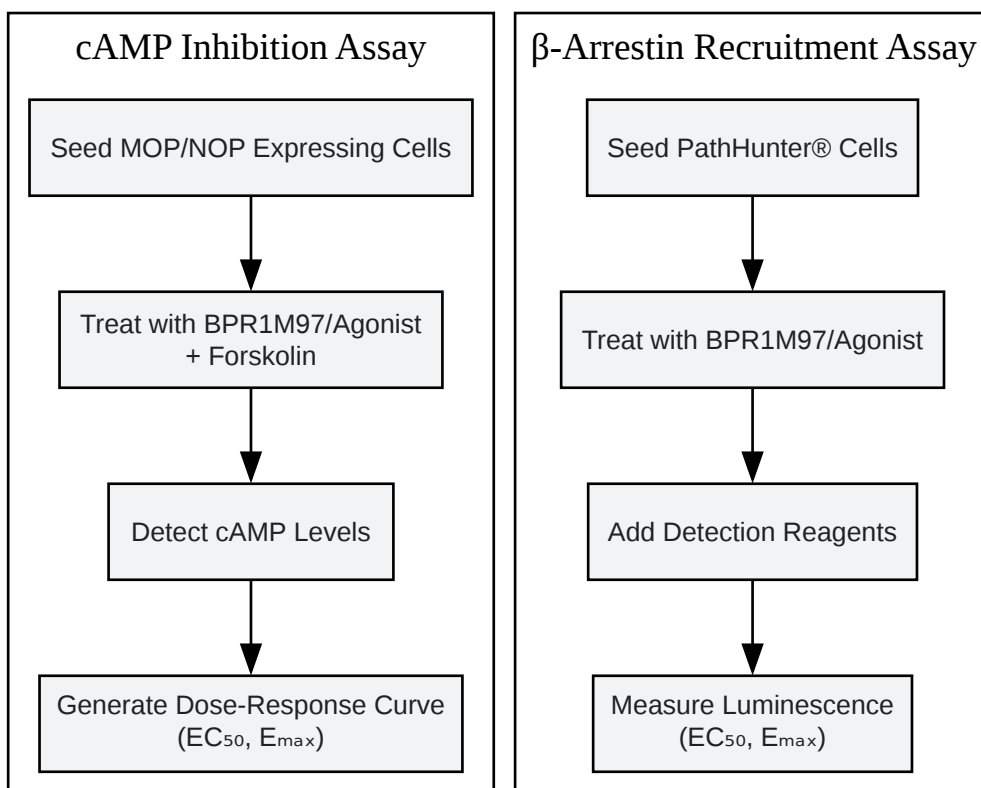 cAMP Inhibition Assay
Seed MOP/NOP Expressing Cells
Treat with BPR1M97/Agonist
+ Forskolin
Detect cAMP Levels
Generate Dose-Response Curve
(EC₅₀, Eₘₐₓ)
β-Arrestin Recruitment Assay
Seed PathHunter® Cells
Treat with BPR1M97/Agonist
Add Detection Reagents
Measure Luminescence
(EC₅₀, Eₘₐₓ)